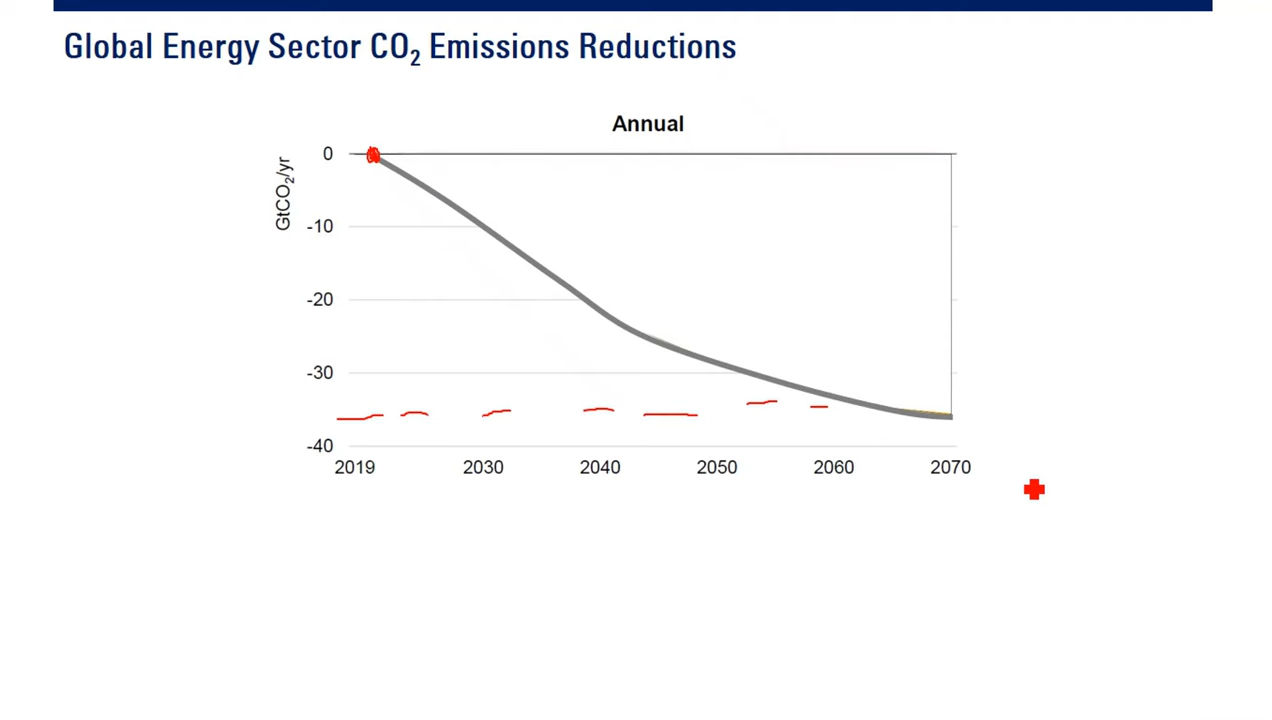 Global Energy Sector CO₂ Emissions Reductions
Annual
GtCO₂/yr
0
-10
-20
-30
-40
2019 2030 2040 2050 2060 2070